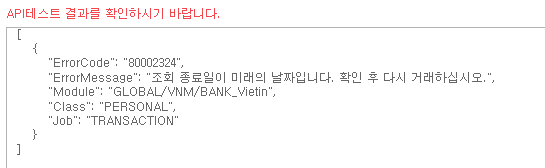 API테스트 결과를 확인하시기 바랍니다.
[
{
"ErrorCode": "80002324",
"ErrorMessage": "조회 종료일이 미래의 날짜입니다. 확인 후 다시 거래하십시오.",
"Module": "GLOBAL/VNM/BANK_Vietin",
"Class": "PERSONAL",
"Job": "TRANSACTION"
}
]